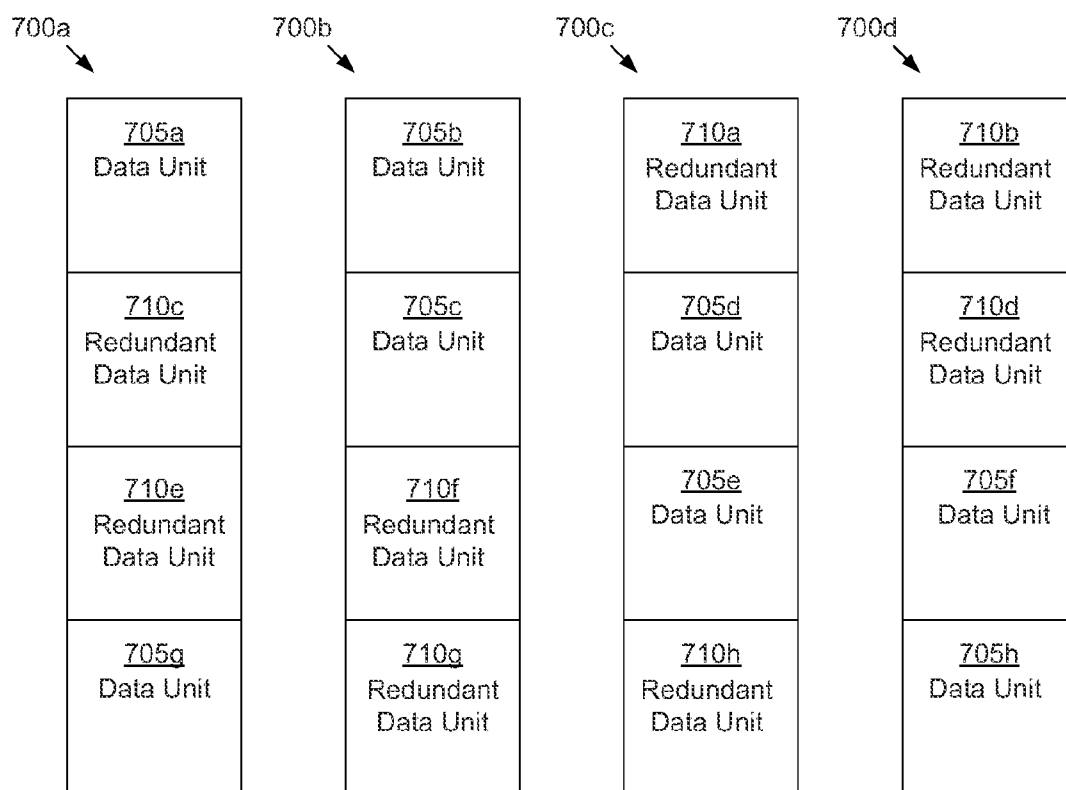 700a
700b
700c
700d
705a
Data Unit
705b
Data Unit
710a
Redundant
Data Unit
710b
Redundant
Data Unit
710c
Redundant
Data Unit
705c
Data Unit
705d
Data Unit
710d
Redundant
Data Unit
710e
Redundant
Data Unit
710f
Redundant
Data Unit
705e
Data Unit
705f
Data Unit
705g
Data Unit
710g
Redundant
Data Unit
710h
Redundant
Data Unit
705h
Data Unit